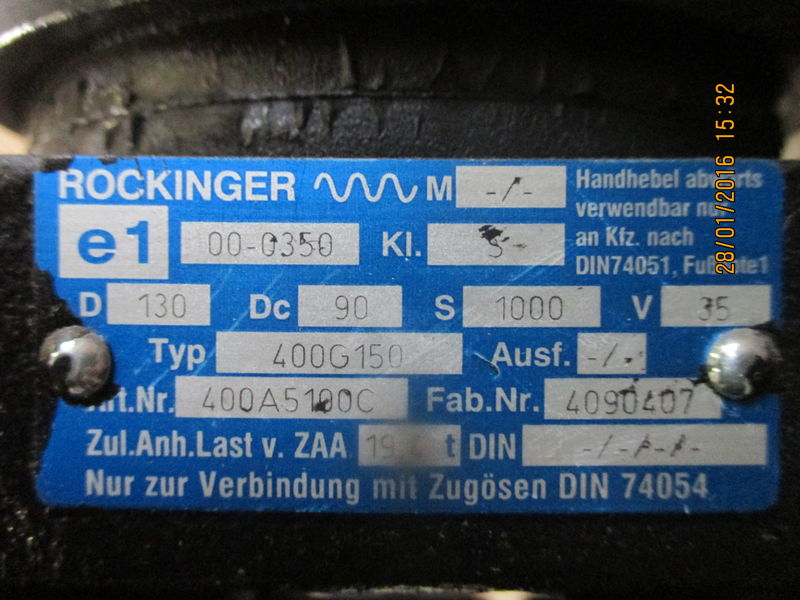 ROCKINGER M -/-
Handhebel abwärts
verwendbar nur
an Kfz. nach
DIN74051,
e1 00-0350 Kl. S-
D 130 Dc 90 S 1000 V 35
Typ 400G150 Ausf. -/-
Art.Nr. 400A5100C Fab.Nr. 4090407
Zul.Anh.Last v. ZAA t DIN -/-/-/-
Nur zur Verbindung mit Zugösen DIN 74054
28/01/2016 15:32